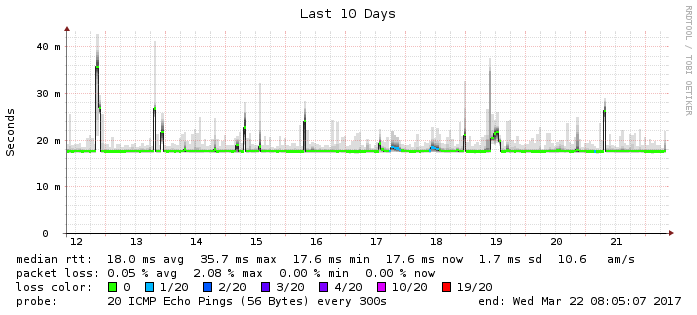 Last 10 Days
RRDTOOL / TOBI OETIKER
Seconds
40 m
30 m
20 m
10 m
0
12 13 14 15 16 17 18 19 20 21
median rtt: 18.0 ms avg 35.7 ms max 17.6 ms min 17.6 ms now 1.7 ms sd 10.6 am/s
packet loss: 0.05 % avg 2.08 % max 0.00 % min 0.00 % now
loss color: 0 1/20 2/20 3/20 4/20 10/20 19/20
probe: 20 ICMP Echo Pings (56 Bytes) every 300s end: Wed Mar 22 08:05:07 2017